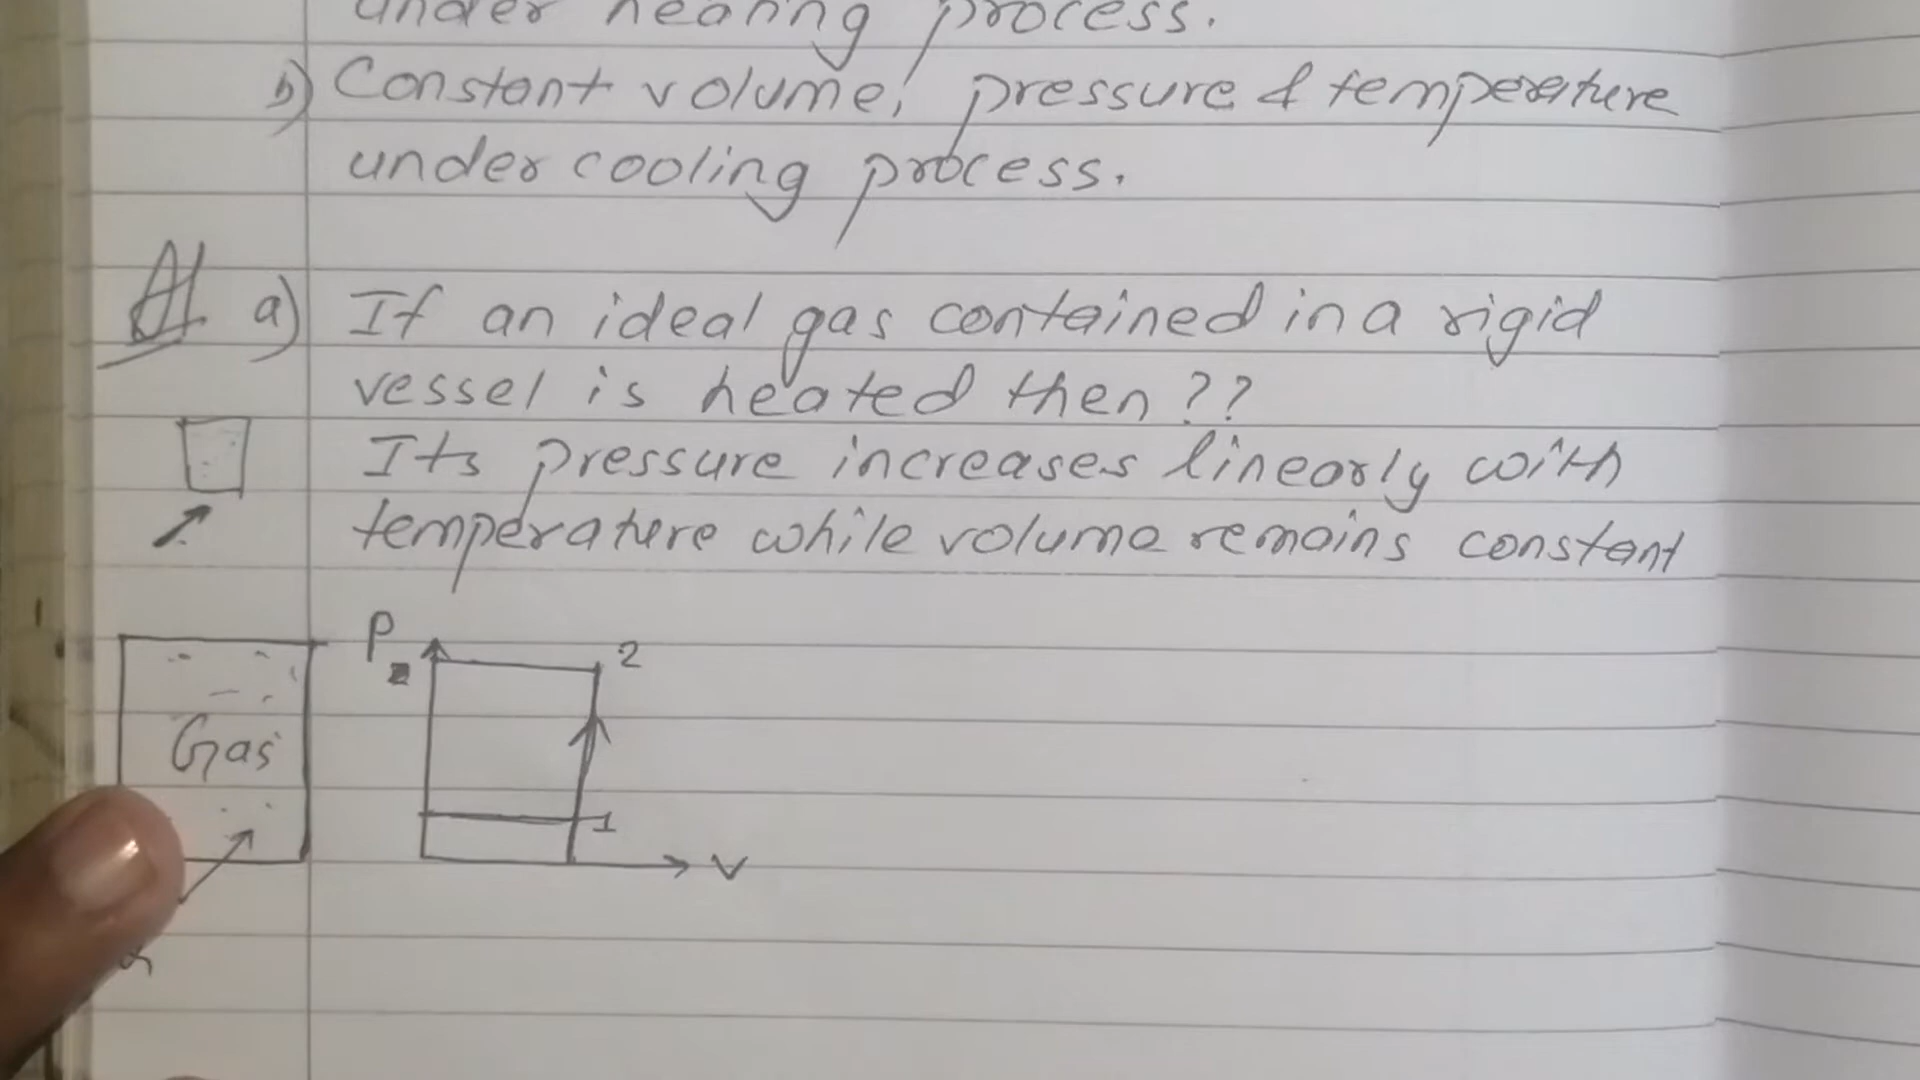 under heating process.
b) Constant volume, pressure & temperature
under cooling process.
A a) If an ideal gas contained in a rigid
vessel is heated then ??
Its pressure increases linearly with
temperature while volume remains constant
P
2
Gas
1
V